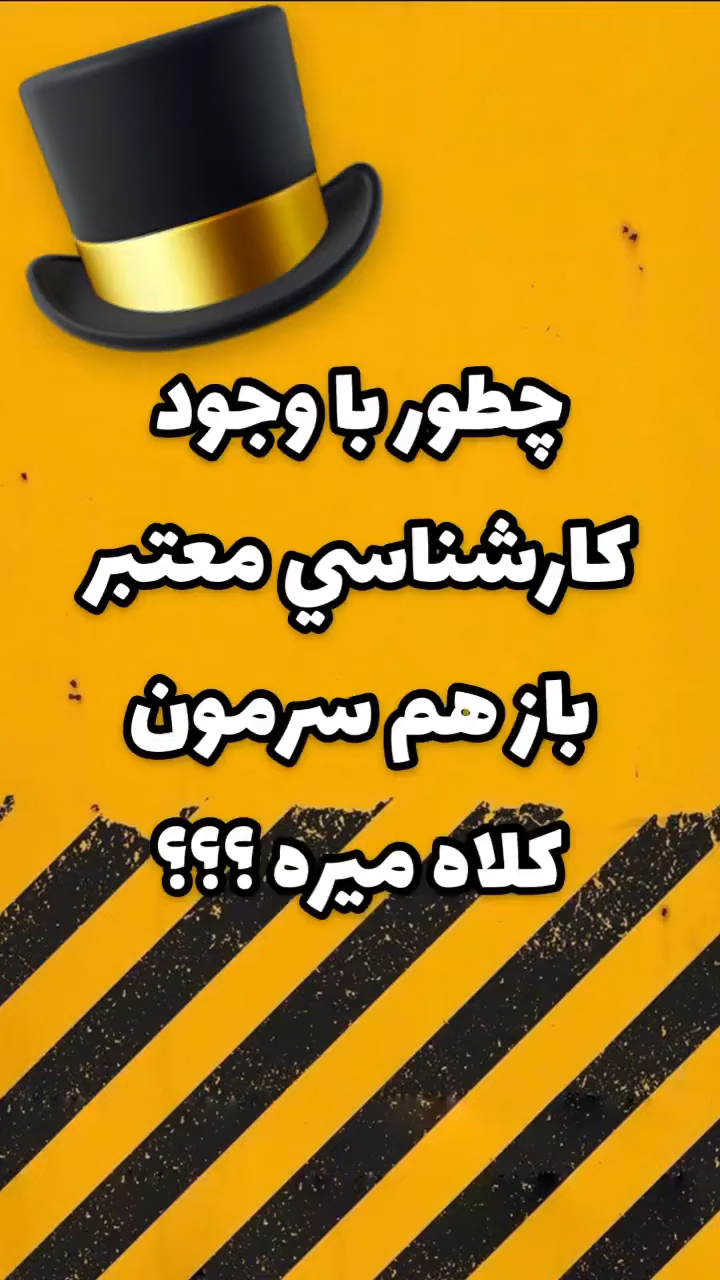 چطور با وجود
کارشناسي معتبر
باز هم سرمون
کلاه میره ؟؟؟